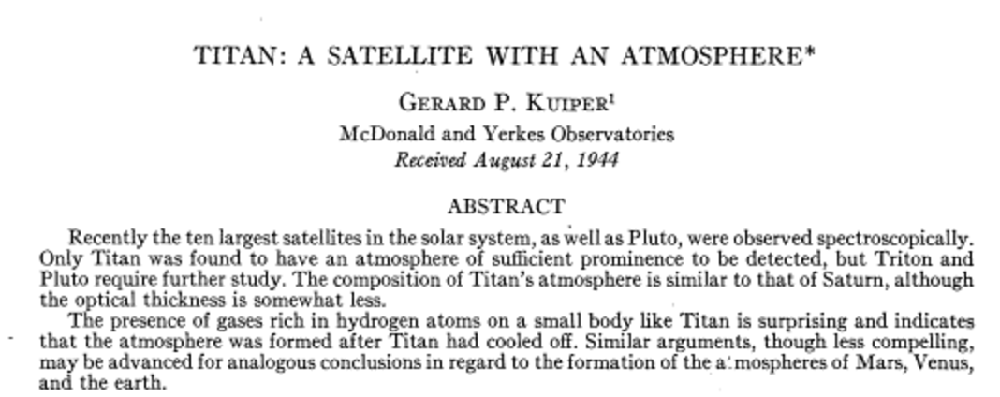 TITAN: A SATELLITE WITH AN ATMOSPHERE*
GERARD P. KUIPER¹
McDonald and Yerkes Observatories
Received August 21, 1944
ABSTRACT
Recently the ten largest satellites in the solar system, as well as Pluto, were observed spectroscopically.
Only Titan was found to have an atmosphere of sufficient prominence to be detected, but Triton and
Pluto require further study. The composition of Titan's atmosphere is similar to that of Saturn, although
the optical thickness is somewhat less.
The presence of gases rich in hydrogen atoms on a small body like Titan is surprising and indicates
that the atmosphere was formed after Titan had cooled off. Similar arguments, though less compelling,
may be advanced for analogous conclusions in regard to the formation of the atmospheres of Mars, Venus,
and the earth.